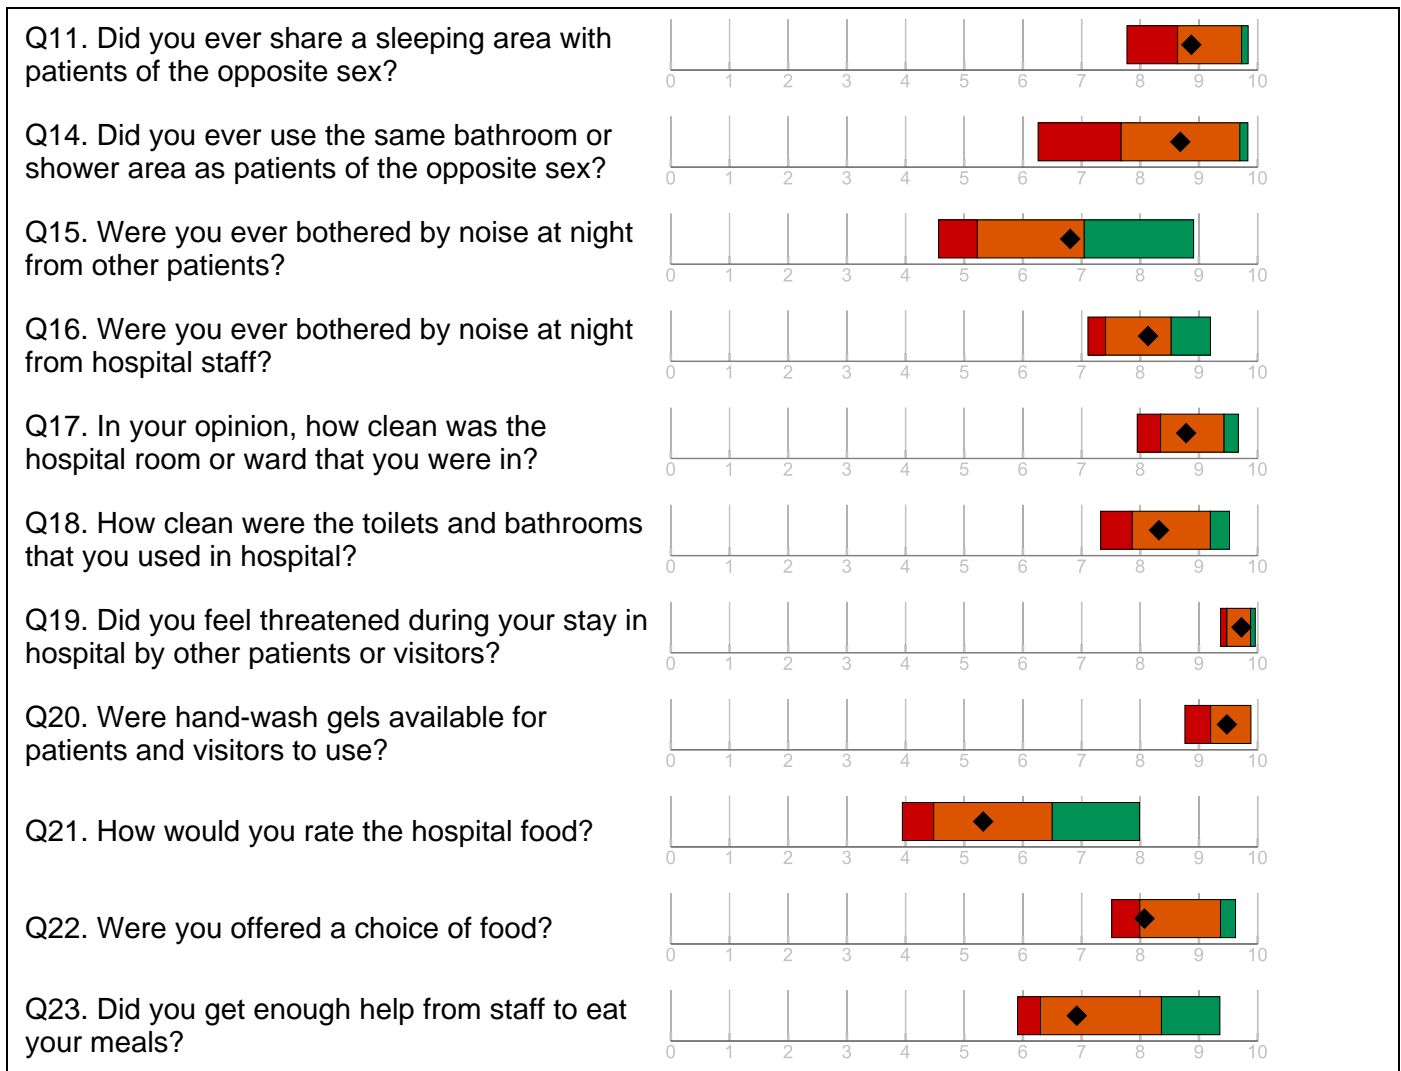 Q11. Did you ever share a sleeping area with
patients of the opposite sex?
0 1 2 3 4 5 6 7 8 9 10
Q14. Did you ever use the same bathroom or
shower area as patients of the opposite sex?
0 1 2 3 4 5 6 7 8 9 10
Q15. Were you ever bothered by noise at night
from other patients?
0 1 2 3 4 5 6 7 8 9 10
Q16. Were you ever bothered by noise at night
from hospital staff?
0 1 2 3 4 5 6 7 8 9 10
Q17. In your opinion, how clean was the
hospital room or ward that you were in?
0 1 2 3 4 5 6 7 8 9 10
Q18. How clean were the toilets and bathrooms
that you used in hospital?
0 1 2 3 4 5 6 7 8 9 10
Q19. Did you feel threatened during your stay in
hospital by other patients or visitors?
0 1 2 3 4 5 6 7 8 9 10
Q20. Were hand-wash gels available for
patients and visitors to use?
0 1 2 3 4 5 6 7 8 9 10
Q21. How would you rate the hospital food?
0 1 2 3 4 5 6 7 8 9 10
Q22. Were you offered a choice of food?
0 1 2 3 4 5 6 7 8 9 10
Q23. Did you get enough help from staff to eat
your meals?
0 1 2 3 4 5 6 7 8 9 10